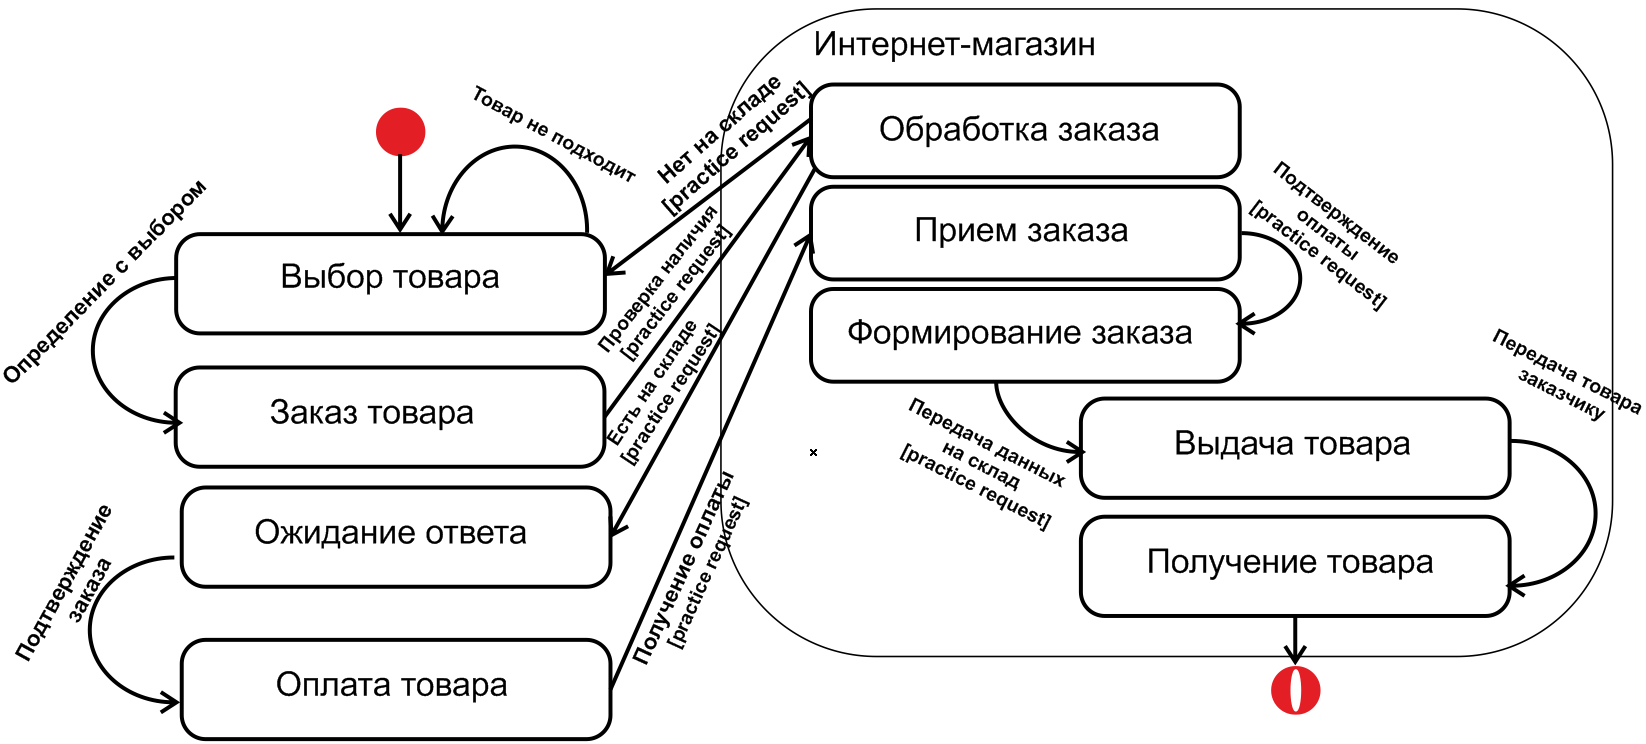 Интернет-магазин
Товар не подходит
Нет на складе
[practice request]
Обработка заказа
Определение с выбором
Выбор товара
Проверка наличия
[practice request]
Прием заказа
Подтверждение
оплаты
[practice request]
Формирование заказа
Заказ товара
Есть на складе
[practice request]
Передача данных
на склад
[practice request]
Выдача товара
Передача товара
заказчику
Ожидание ответа
Подтверждение
заказа
Получение оплаты
[practice request]
Получение товара
Оплата товара